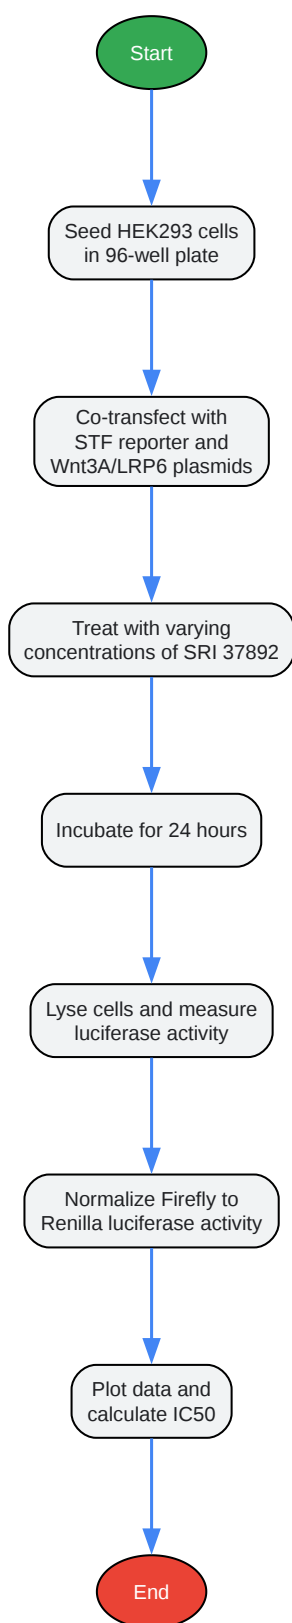 Start
Seed HEK293 cells
in 96-well plate
Co-transfect with
STF reporter and
Wnt3A/LRP6 plasmids
Treat with varying
concentrations of SRI 37892
Incubate for 24 hours
Lyse cells and measure
luciferase activity
Normalize Firefly to
Renilla luciferase activity
Plot data and
calculate IC50
End